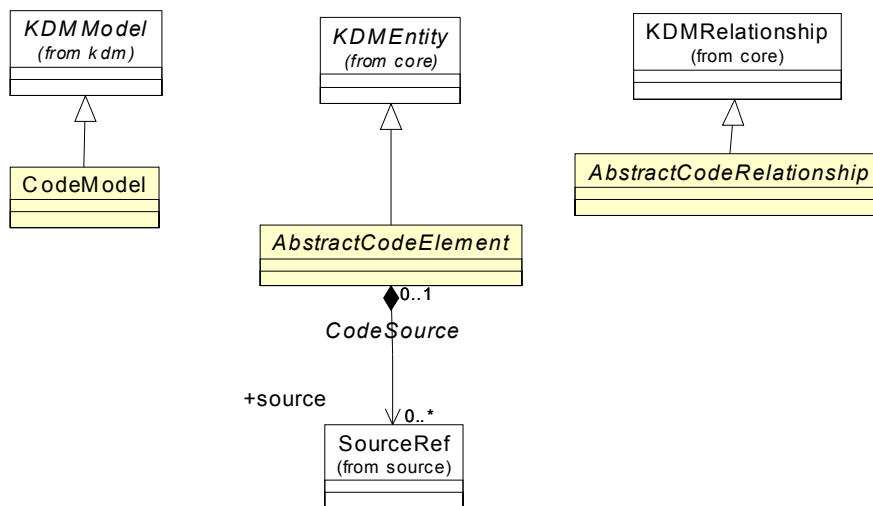 KDMModel
(from kdm)
CodeModel
KDMEntity
(from core)
AbstractCodeElement
0..1
CodeSource
+source
0..*
SourceRef
(from source)
KDMRelationship
(from core)
AbstractCodeRelationship